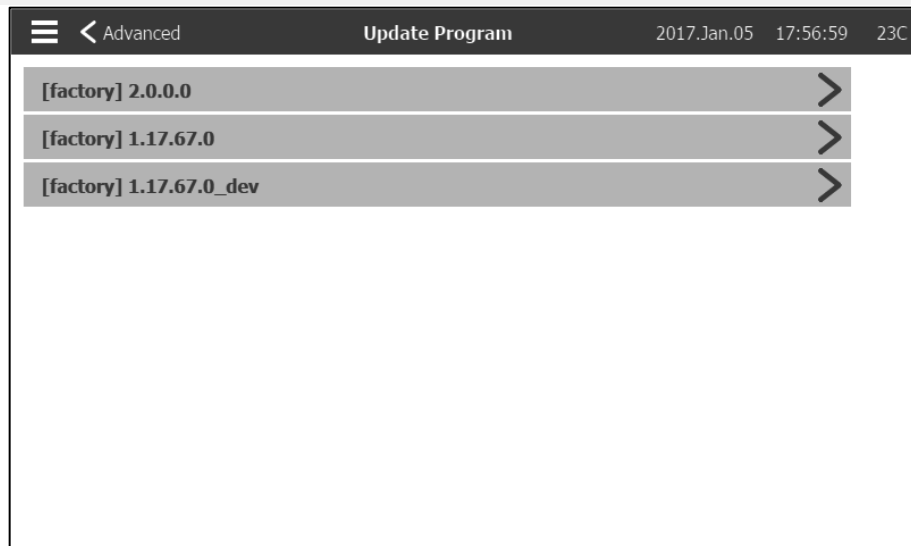 Advanced Update Program 2017.Jan.05 17:56:59 23C
[factory] 2.0.0.0
[factory] 1.17.67.0
[factory] 1.17.67.0_dev